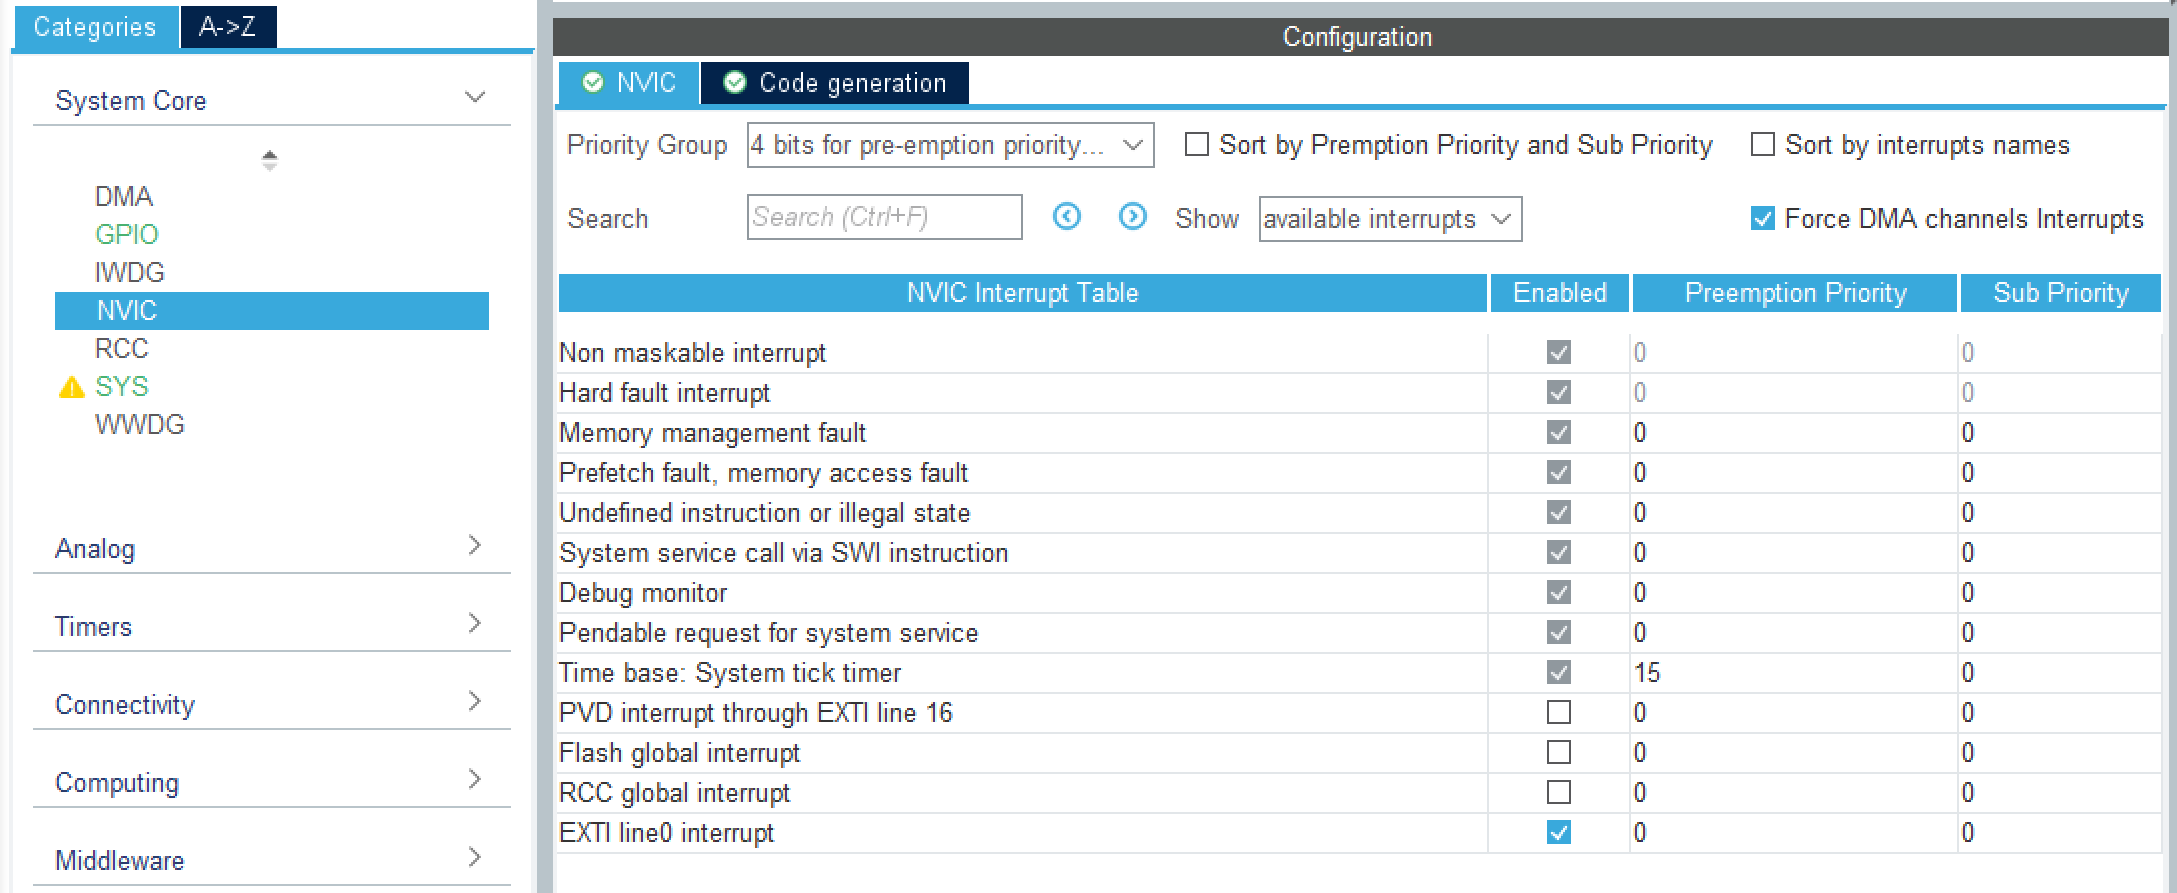 Categories
A->Z
System Core
DMA
GPIO
IWDG
NVIC
RCC
SYS
WWDG
Analog
Timers
Connectivity
Computing
Middleware
Configuration
NVIC
Code generation
Priority Group
4 bits for pre-emption priority...
Sort by Premption Priority and Sub Priority
Sort by interrupts names
Search
Search (Ctrl+F)
Show
available interrupts
Force DMA channels Interrupts
NVIC Interrupt Table Enabled Preemption Priority Sub Priority
Non maskable interrupt 0 0
Hard fault interrupt 0 0
Memory management fault 0 0
Prefetch fault, memory access fault 0 0
Undefined instruction or illegal state 0 0
System service call via SWI instruction 0 0
Debug monitor 0 0
Pendable request for system service 0 0
Time base: System tick timer 15 0
PVD interrupt through EXTI line 16 0 0
Flash global interrupt 0 0
RCC global interrupt 0 0
EXTI line0 interrupt 0 0